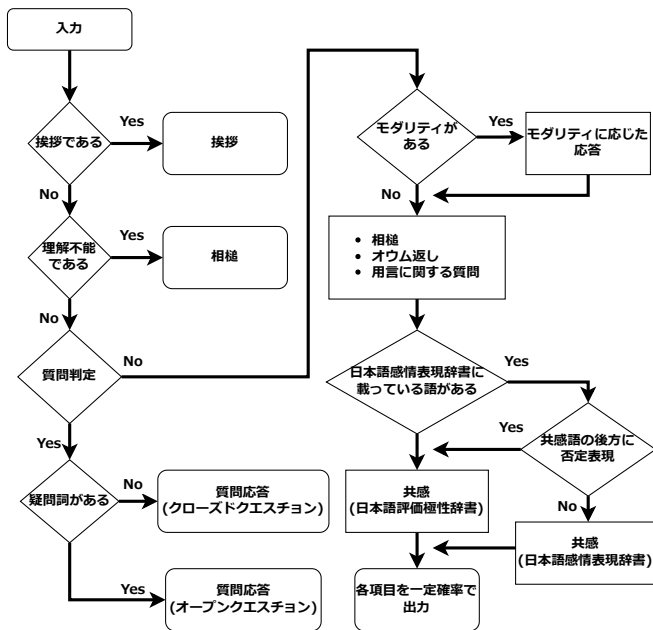 入力
挨拶である
Yes
挨拶
No
理解不能
である
Yes
相槌
No
質問判定
No
Yes
疑問詞がある
No
質問応答
(クローズドクエスチョン)
Yes
質問応答
(オープンクエスチョン)
モダリティが
ある
Yes
モダリティに応じた
応答
No
• 相槌
• オウム返し
• 用言に関する質問
日本語感情表現辞書に
載っている語がある
Yes
共感語の後方に
否定表現
Yes
No
共感
(日本語評価極性辞書)
共感
(日本語感情表現辞書)
各項目を一定確率で
出力